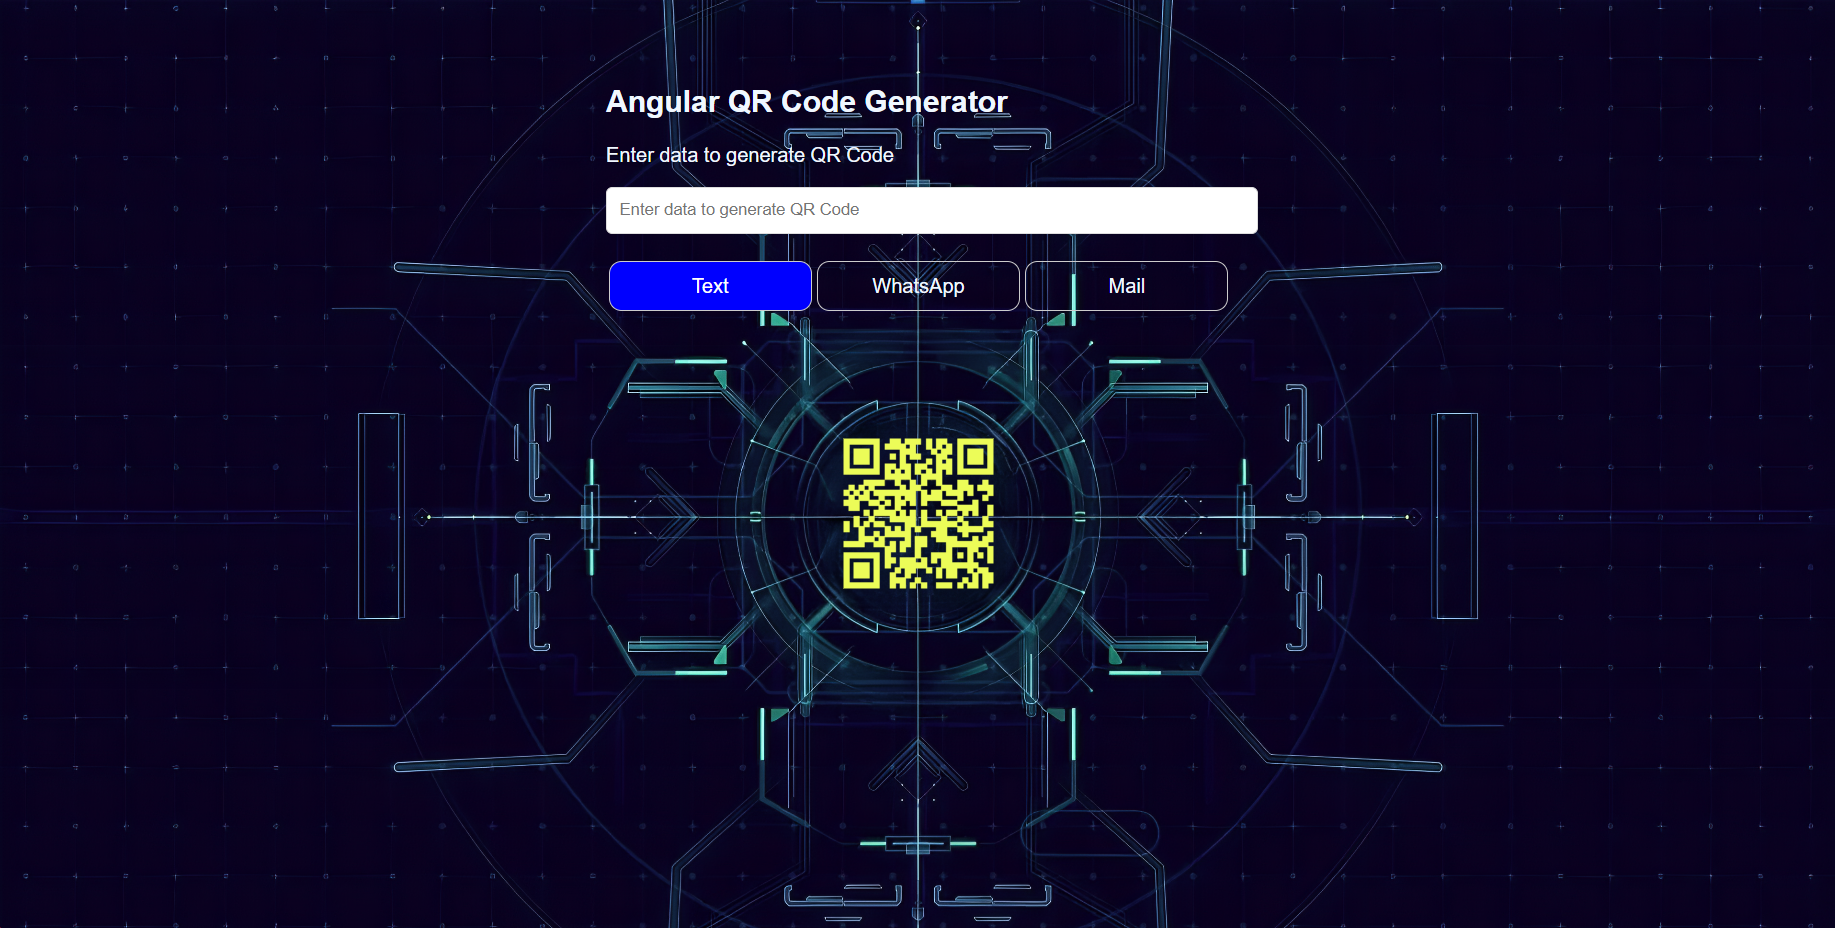 Angular QR Code Generator
Enter data to generate QR Code
Enter data to generate QR Code
Text
WhatsApp
Mail